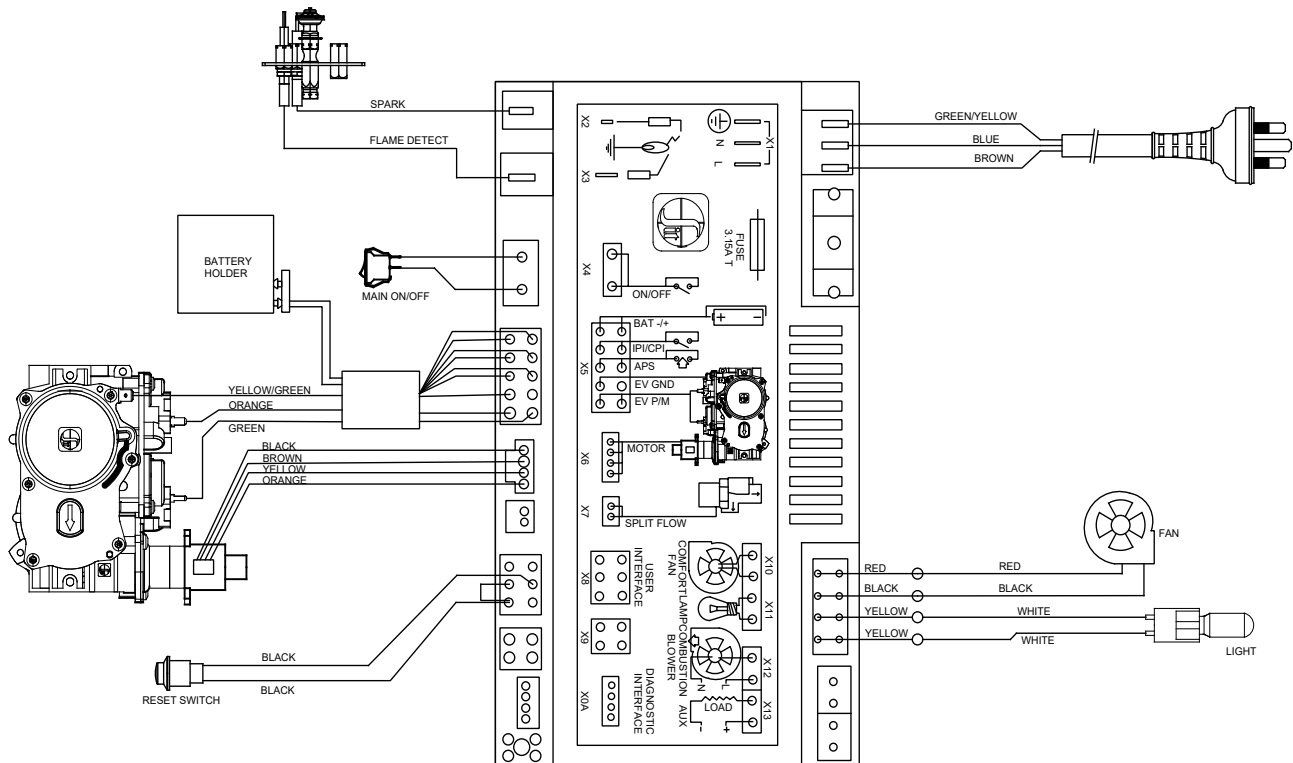 SPARK
FLAME DETECT
BATTERY
HOLDER
MAIN ON/OFF
YELLOW/GREEN
ORANGE
GREEN
BLACK
BROWN
YELLOW
ORANGE
BLACK
BLACK
RESET SWITCH
X2
X3
X1
N
L
FUSE
3.15A T
X4
ON/OFF
BAT -/+
+ -
IPI/CPI
APS
X5
EV GND
EV P/M
X6
MOTOR
X7
SPLIT FLOW
X8
USER
INTERFACE
X9
X0A
DIAGNOSTIC
INTERFACE
COMFORT
FAN
LAMP
COMBUSTION
BLOWER
N
L
AUX
LOAD
- +
X10
X11
X12
X13
GREEN/YELLOW
BLUE
BROWN
FAN
RED
RED
BLACK
BLACK
YELLOW
WHITE
YELLOW
WHITE
LIGHT